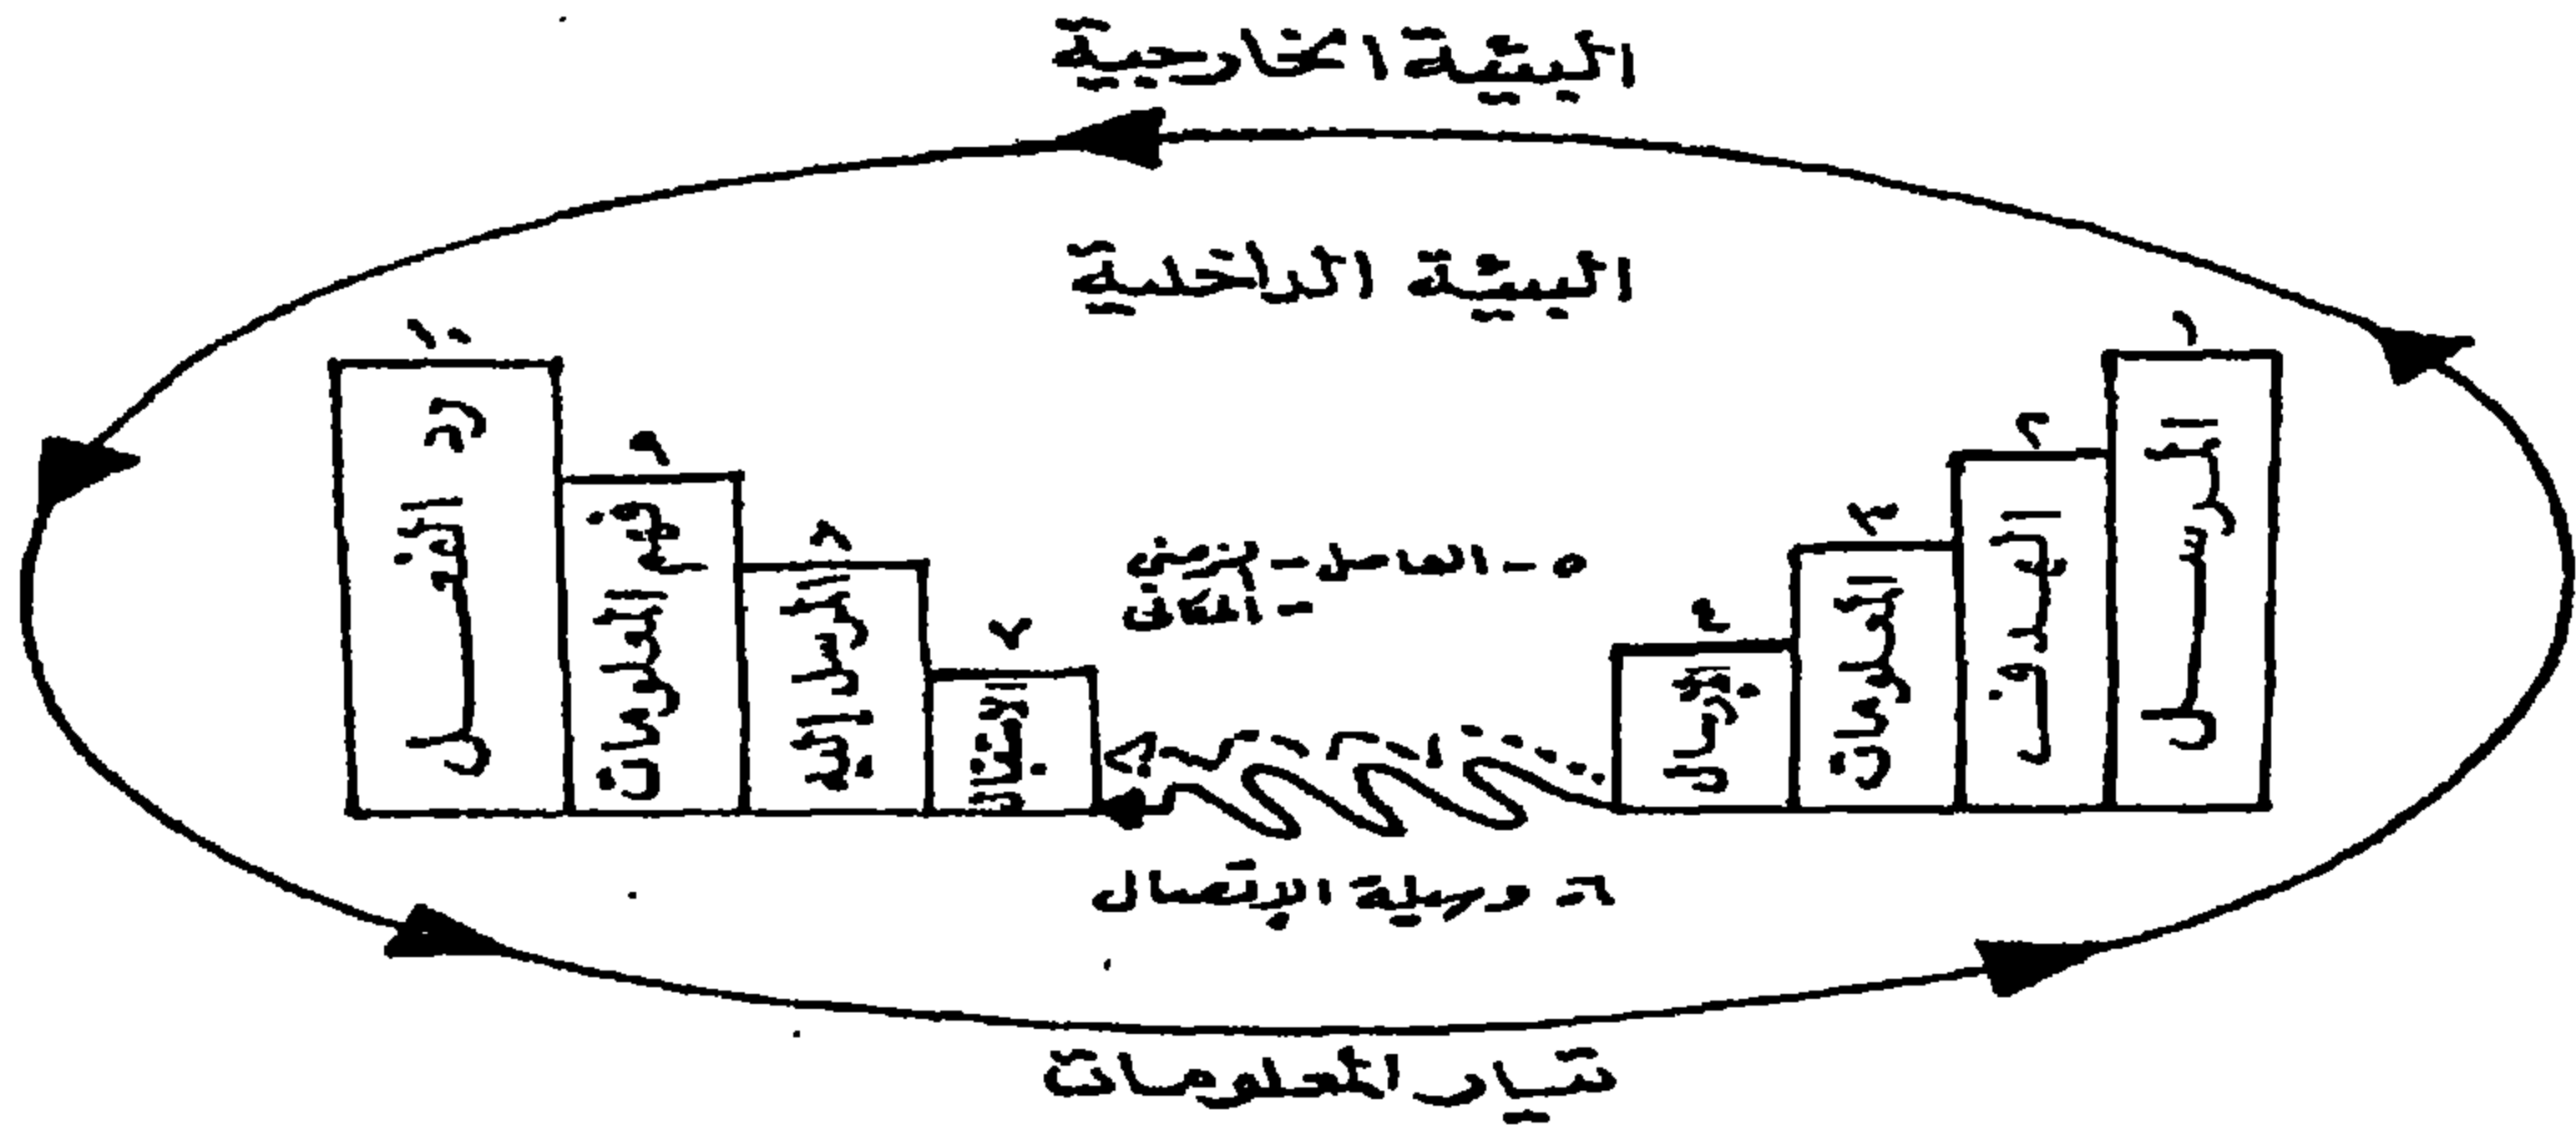 البيئة الخارجية
البيئة الداخلية
١
المرسل
٢
الهدف
٣
المعلومات
٤
الإرسال
٥ - العامل - الزمني
- المكاني
٦ - وسيلة الإتصال
٧
٨
المرسل إليه
٩
فهم المعلومات
١٠
رد الفعل
تيار المعلومات